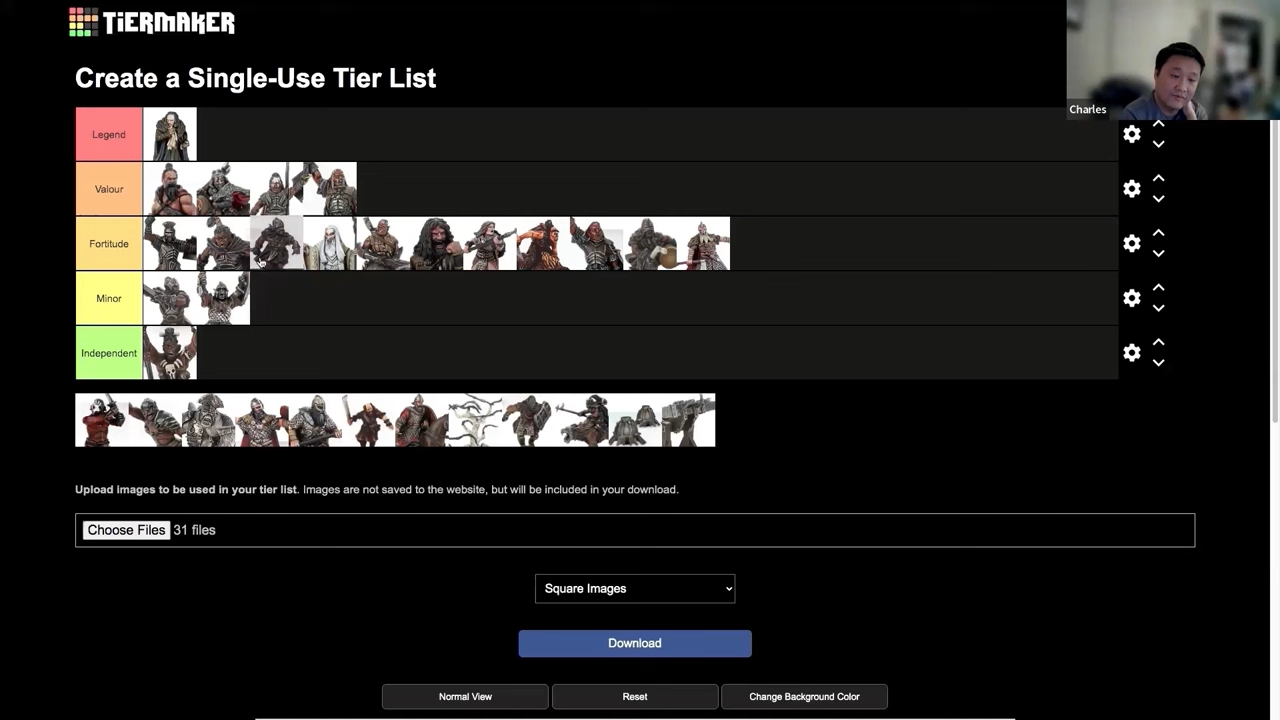 TiERMAKER
Charles
Create a Single-Use Tier List
Legend
Valour
Fortitude
Minor
Independent
Upload images to be used in your tier list. Images are not saved to the website, but will be included in your download.
Choose Files 31 files
Square Images
Download
Normal View
Reset
Change Background Color